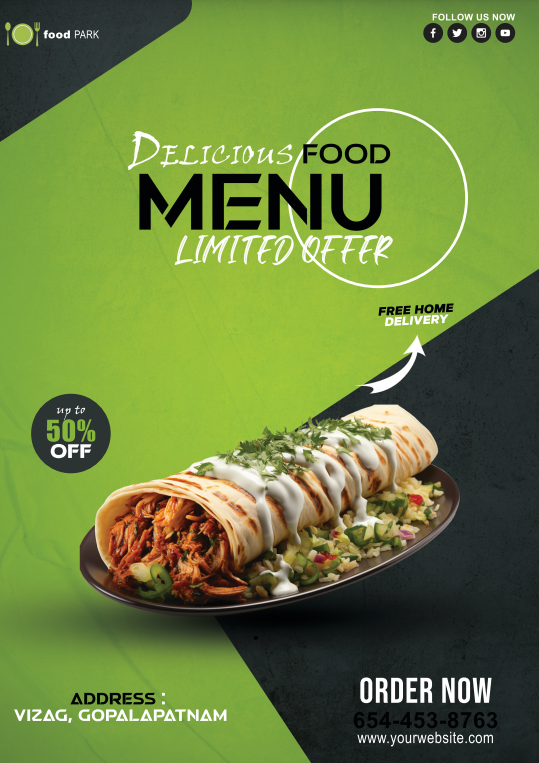 food PARK
FOLLOW US NOW
DELICIOUS FOOD
MENU
LIMITED OFFER
FREE HOME
DELIVERY
up to
50%
OFF
ADDRESS :
VIZAG, GOPALAPATNAM
ORDER NOW
654-453-8763
www.yourwebsite.com